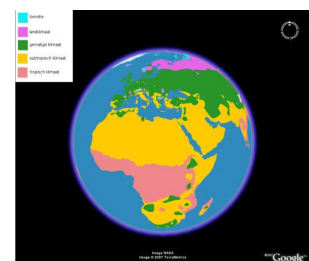 toendra
landklimaat
gematigd klimaat
subtropisch klimaat
tropisch klimaat
Image NASA
Image © 2007 TerraMetrics
Google